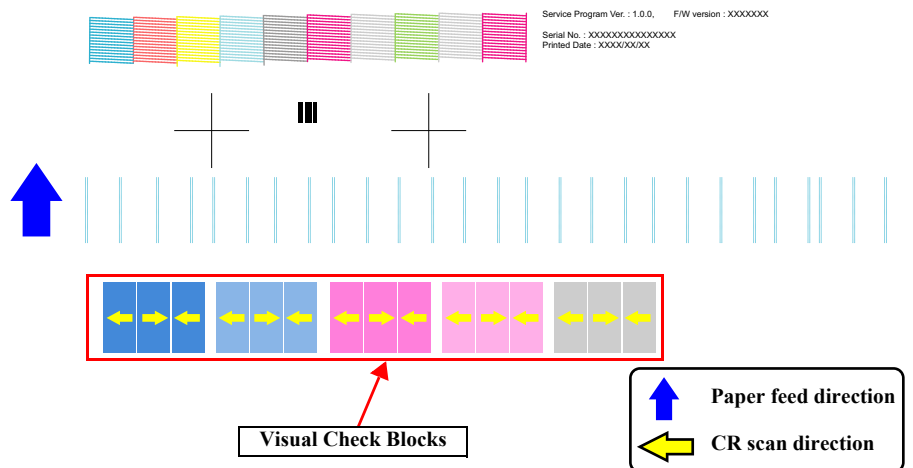 Service Program Ver. : 1.0.0, F/W version : XXXXXXX
Serial No. : XXXXXXXXXXXXXXX
Printed Date : XXXX/XX/XX
Visual Check Blocks
Paper feed direction
CR scan direction